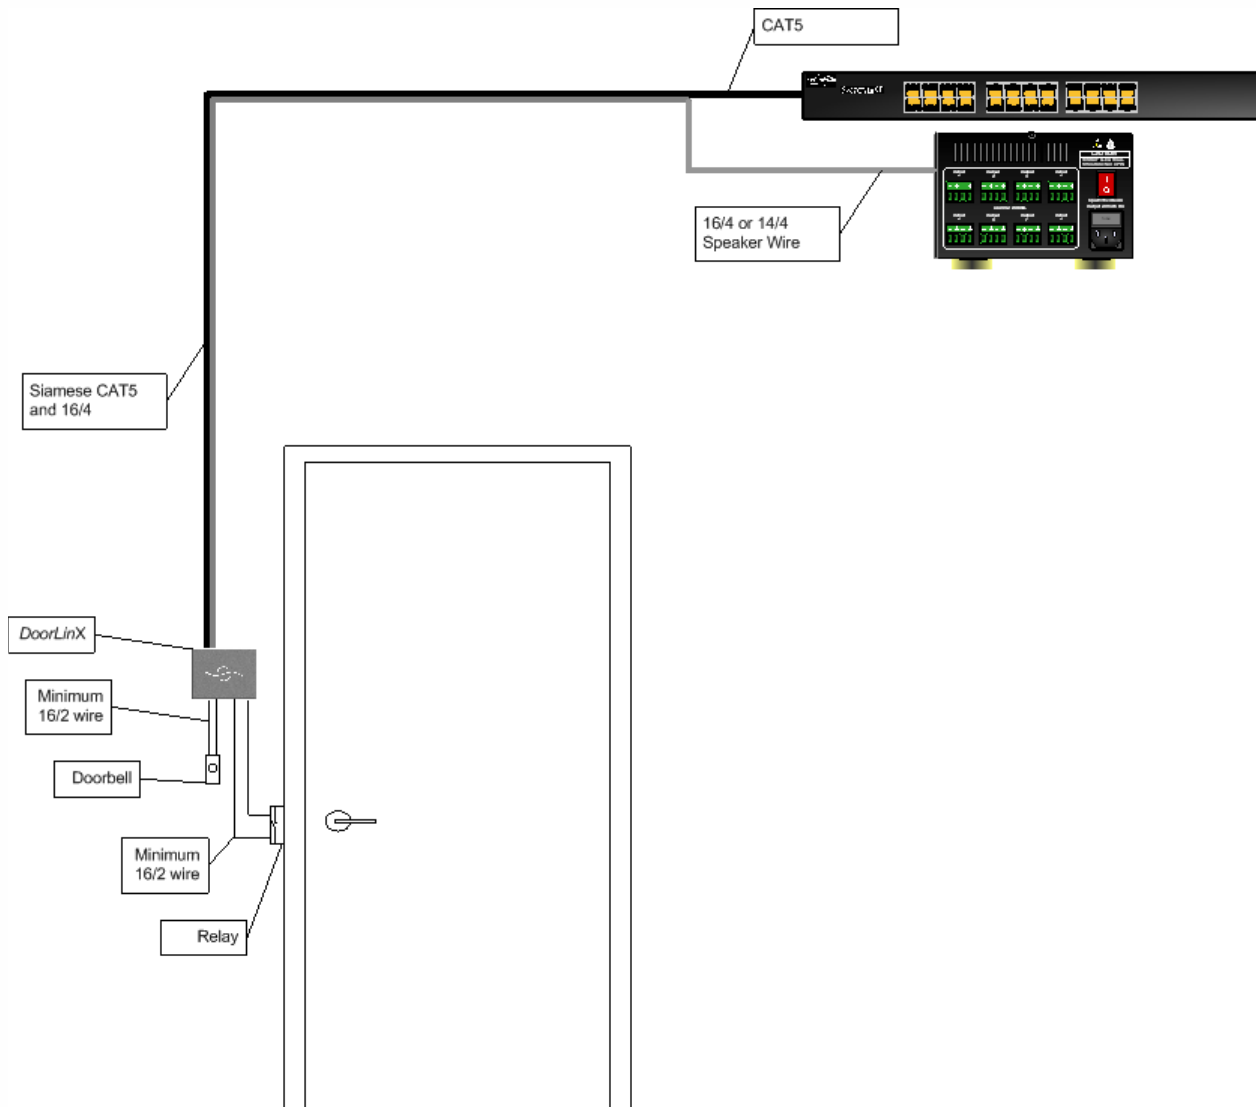 CAT5
16/4 or 14/4
Speaker Wire
Siamese CAT5
and 16/4
DoorLinX
Minimum
16/2 wire
Doorbell
Minimum
16/2 wire
Relay